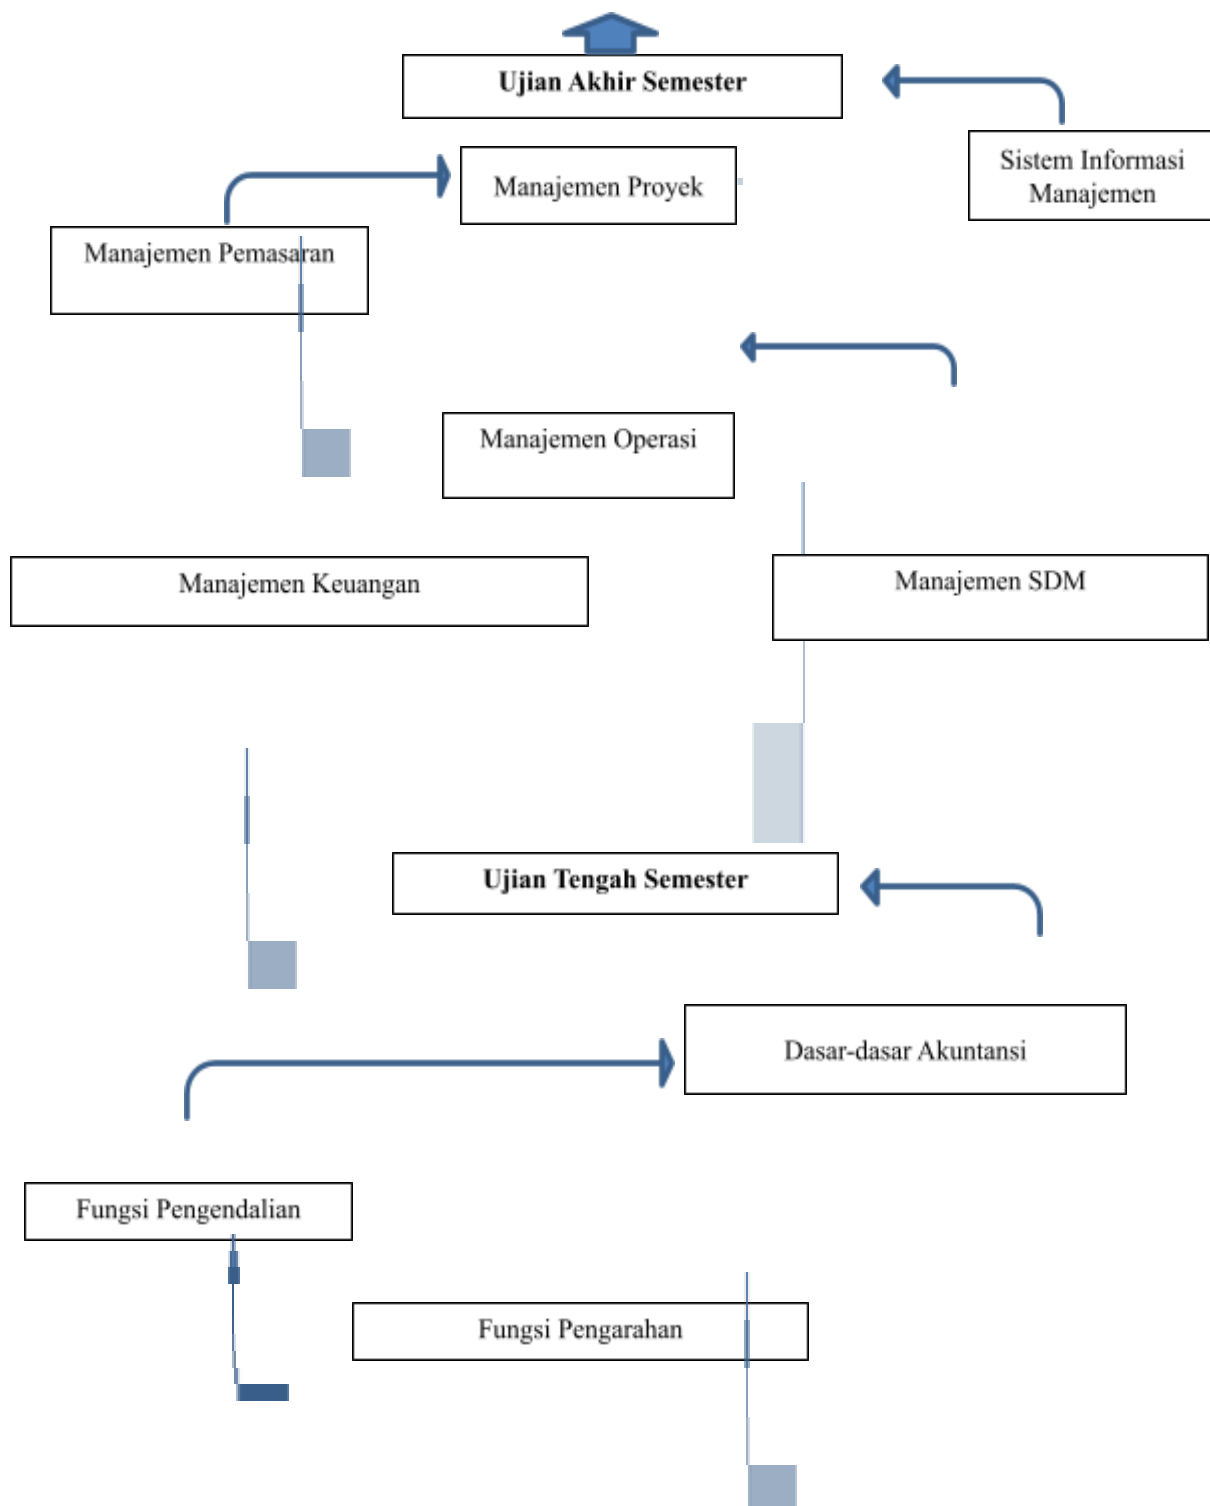 Ujian Akhir Semester
Sistem Informasi
Manajemen
Manajemen Proyek
Manajemen Pemasaran
Manajemen Operasi
Manajemen Keuangan
Manajemen SDM
Ujian Tengah Semester
Dasar-dasar Akuntansi
Fungsi Pengendalian
Fungsi Pengarahan